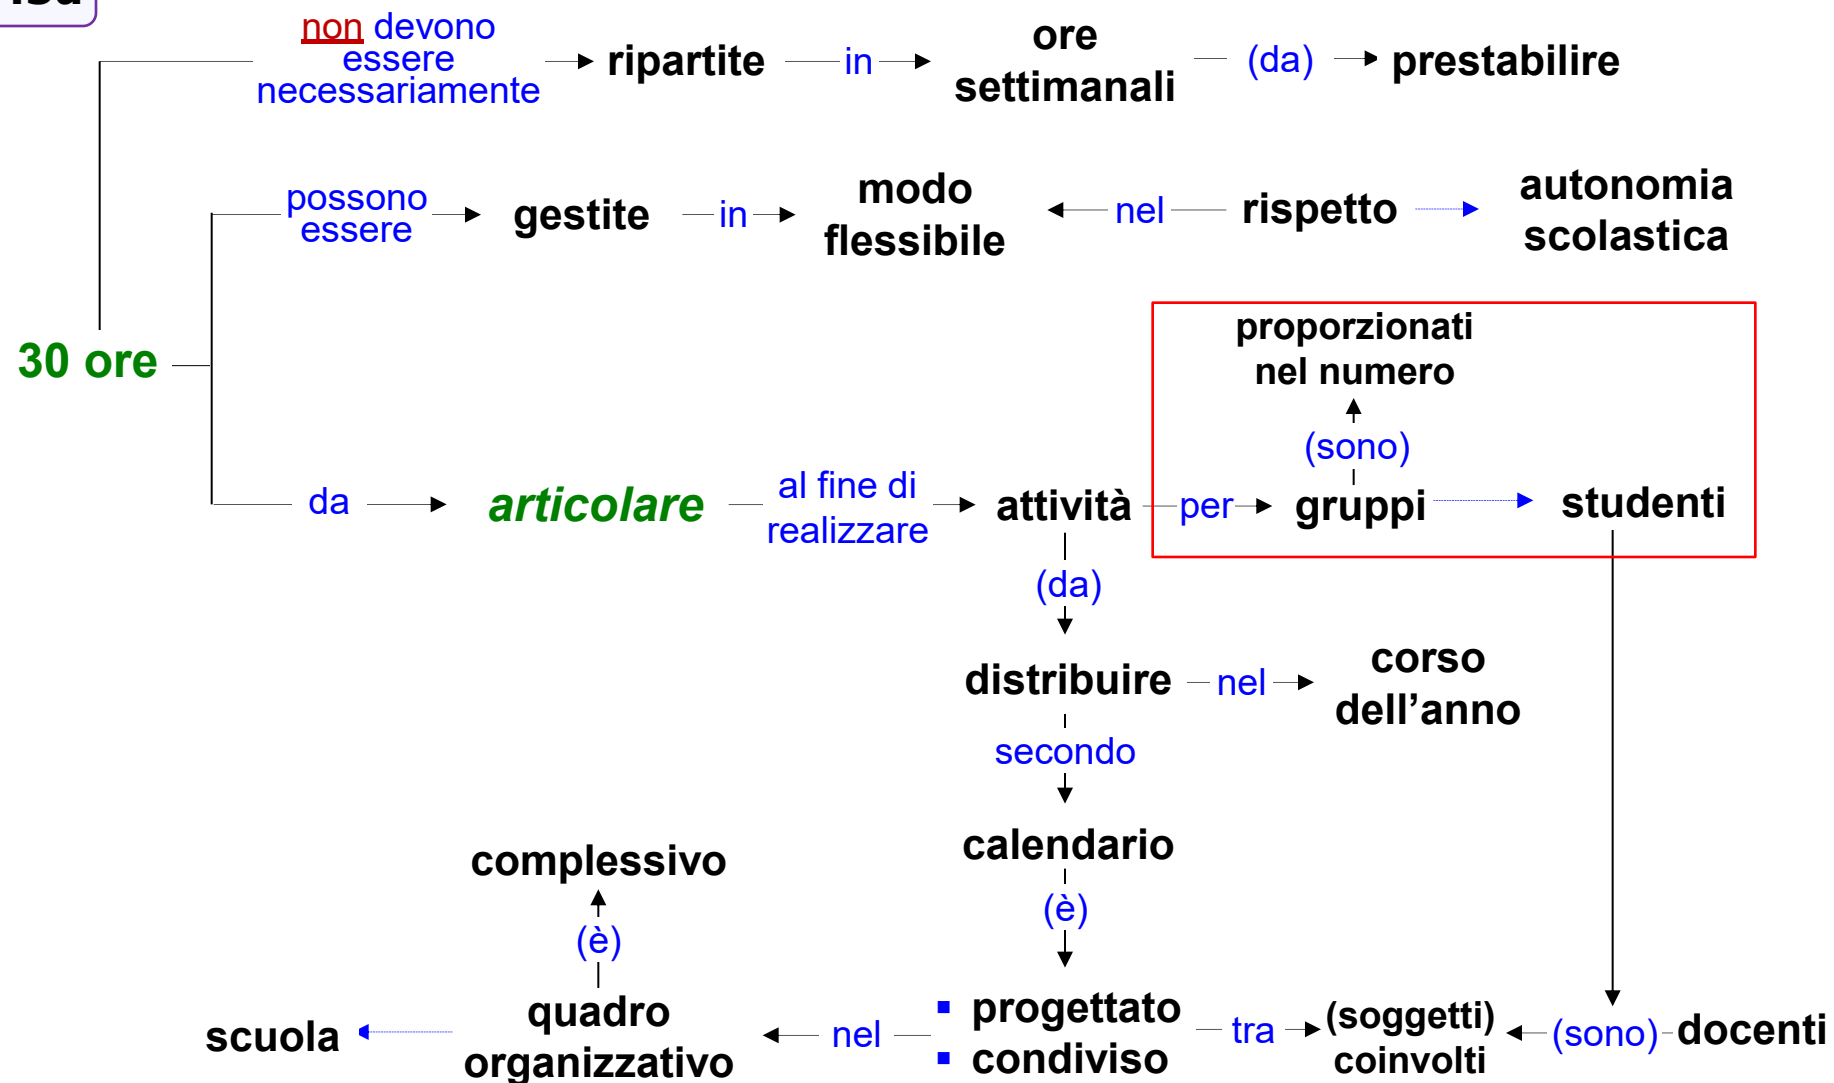 non devono
essere
necessariamente
ripartite
in
ore
settimanali
(da)
prestabilire
possono
essere
gestite
in
modo
flessibile
nel
rispetto
autonomia
scolastica
30 ore
proporzionati
nel numero
(sono)
da
articolare
al fine di
realizzare
attività
per
gruppi
studenti
(da)
distribuire
nel
corso
dell’anno
secondo
calendario
complessivo
(è)
(è)
scuola
quadro
organizzativo
nel
▪ progettato
▪ condiviso
tra
(soggetti)
coinvolti
(sono)
docenti